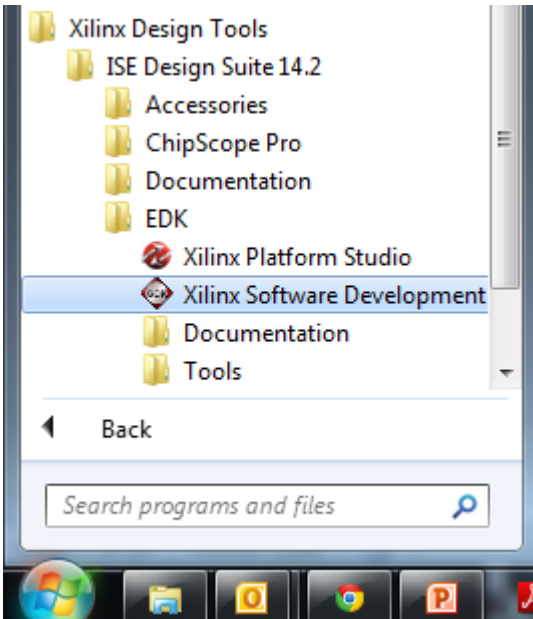 Xilinx Design Tools
ISE Design Suite 14.2
Accessories
ChipScope Pro
Documentation
EDK
Xilinx Platform Studio
Xilinx Software Development
Documentation
Tools
Back
Search programs and files